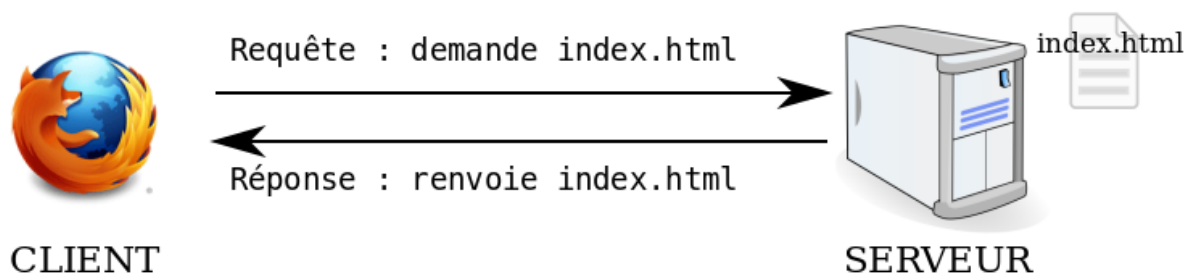 Requête : demande index.html
index.html
Réponse : renvoie index.html
CLIENT
SERVEUR